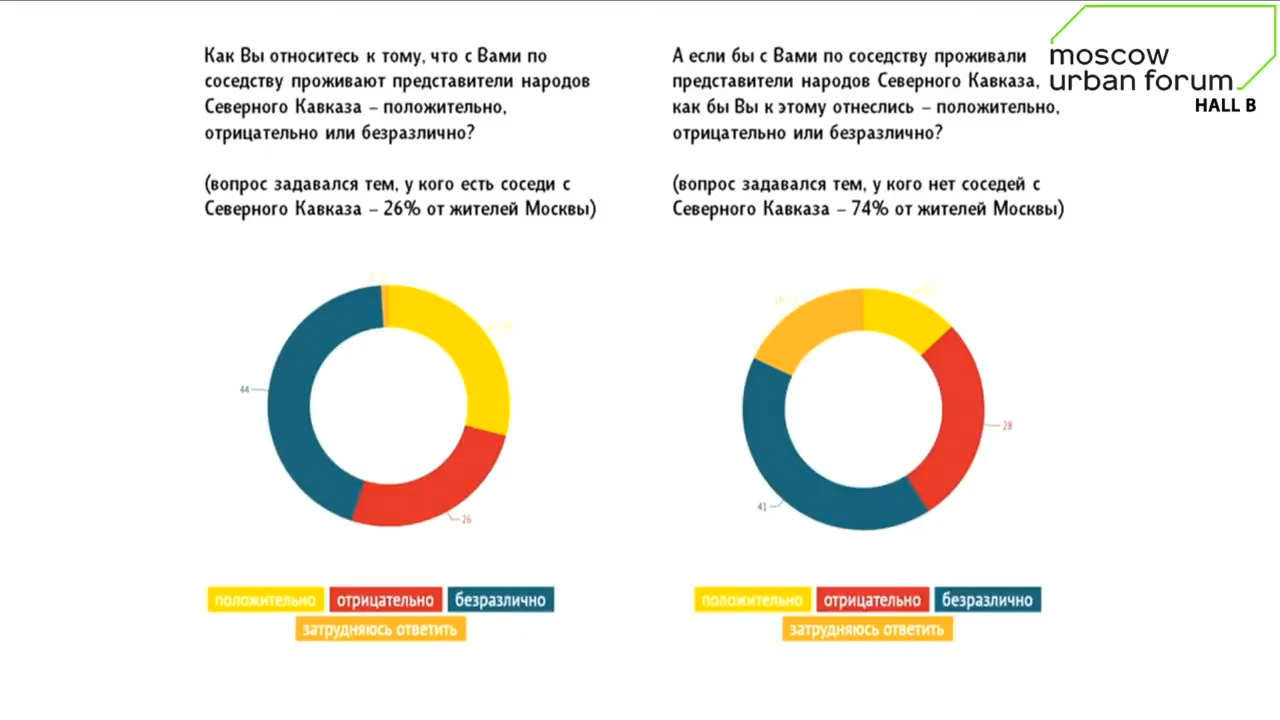 moscow
urban forum
HALL B
Как Вы относитесь к тому, что с Вами по
соседству проживают представители народов
Северного Кавказа – положительно,
отрицательно или безразлично?
(вопрос задавался тем, у кого есть соседи с
Северного Кавказа – 26% от жителей Москвы)
А если бы с Вами по соседству проживали
представители народов Северного Кавказа,
как бы Вы к этому отнеслись – положительно,
отрицательно или безразлично?
(вопрос задавался тем, у кого нет соседей с
Северного Кавказа – 74% от жителей Москвы)
44
26
28
41
положительно отрицательно безразлично
затрудняюсь ответить
положительно отрицательно безразлично
затрудняюсь ответить